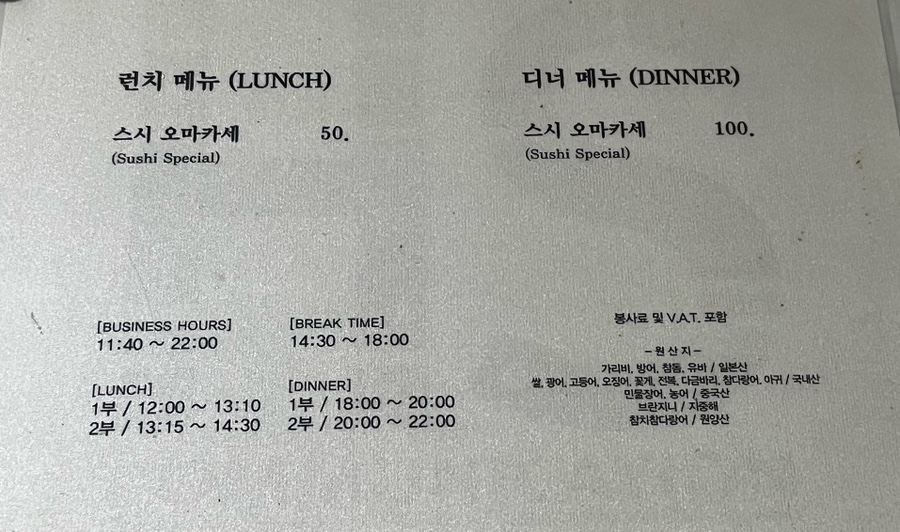 런치 메뉴 (LUNCH)
스시 오마카세 50.
(Sushi Special)
디너 메뉴 (DINNER)
스시 오마카세 100.
(Sushi Special)
[BUSINESS HOURS]
11:40 ~ 22:00
[BREAK TIME]
14:30 ~ 18:00
[LUNCH]
1부 / 12:00 ~ 13:10
2부 / 13:15 ~ 14:30
[DINNER]
1부 / 18:00 ~ 20:00
2부 / 20:00 ~ 22:00
봉사료 및 V.A.T. 포함
– 원 산 지 –
가리비, 방어, 참돔, 유바 / 일본산
쌀, 광어, 고등어, 오징어, 꽃게, 전복, 다금바리, 참다랑어, 아귀 / 국내산
민물장어, 농어 / 중국산
브란지니 / 지중해
참치참다랑어 / 원양산